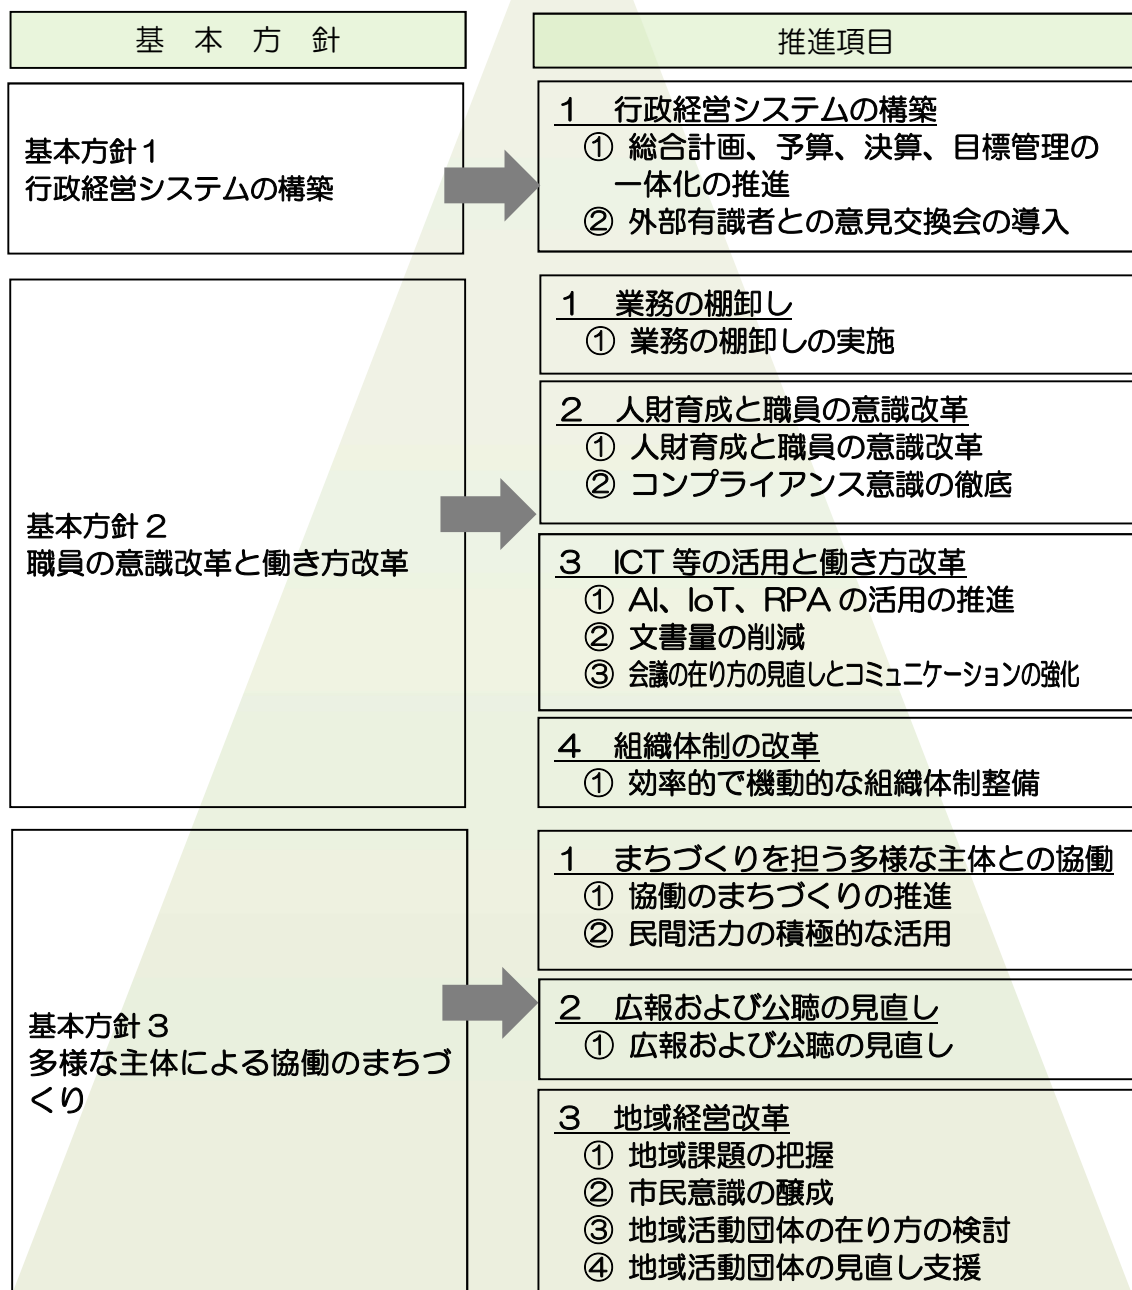 基　本　方　針
推進項目
基本方針１
行政経営システムの構築
１　行政経営システムの構築
① 総合計画、予算、決算、目標管理の
一体化の推進
② 外部有識者との意見交換会の導入
基本方針２
職員の意識改革と働き方改革
１　業務の棚卸し
① 業務の棚卸しの実施
２　人財育成と職員の意識改革
① 人財育成と職員の意識改革
② コンプライアンス意識の徹底
３　ICT 等の活用と働き方改革
① AI、IoT、RPA の活用の推進
② 文書量の削減
③ 会議の在り方の見直しとコミュニケーションの強化
４　組織体制の改革
① 効率的で機動的な組織体制整備
基本方針３
多様な主体による協働のまちづ
くり
１　まちづくりを担う多様な主体との協働
① 協働のまちづくりの推進
② 民間活力の積極的な活用
２　広報および公聴の見直し
① 広報および公聴の見直し
３　地域経営改革
① 地域課題の把握
② 市民意識の醸成
③ 地域活動団体の在り方の検討
④ 地域活動団体の見直し支援